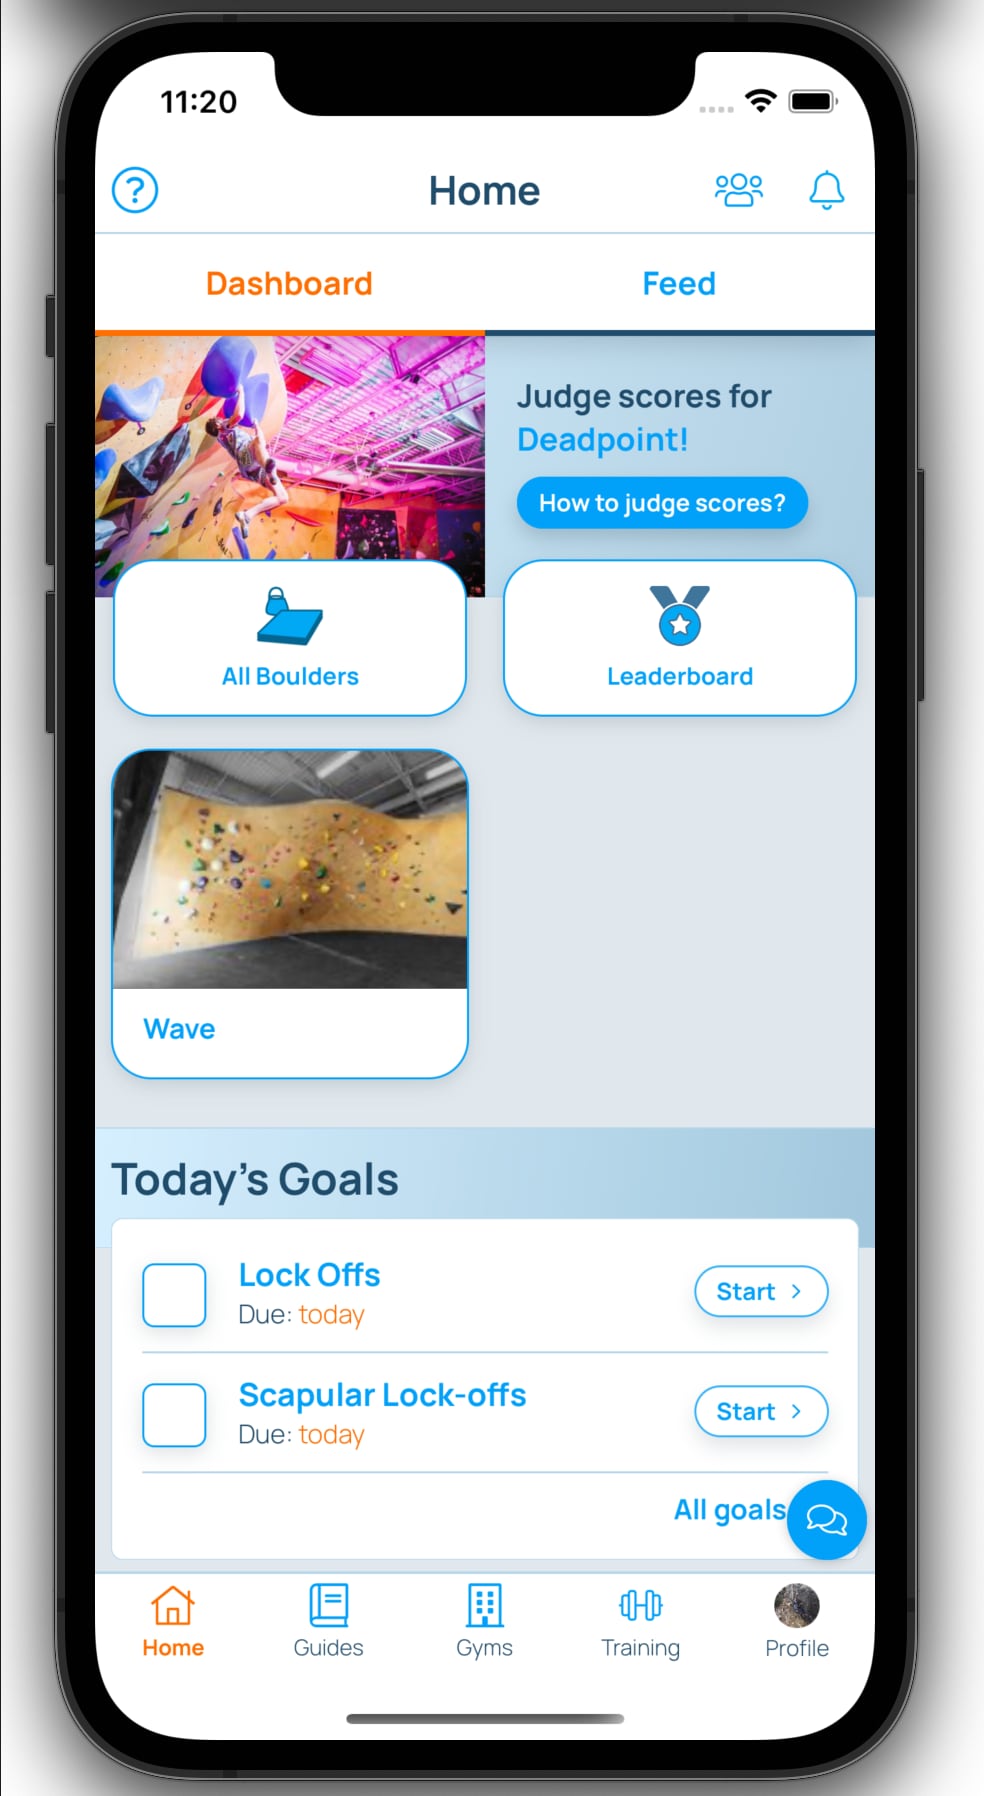 11:20
?
Home
Dashboard
Feed
Judge scores for
Deadpoint!
How to judge scores?
All Boulders
Leaderboard
Wave
Today's Goals
Lock Offs
Due: today
Start
Scapular Lock-offs
Due: today
Start
All goals
Home
Guides
Gyms
Training
Profile